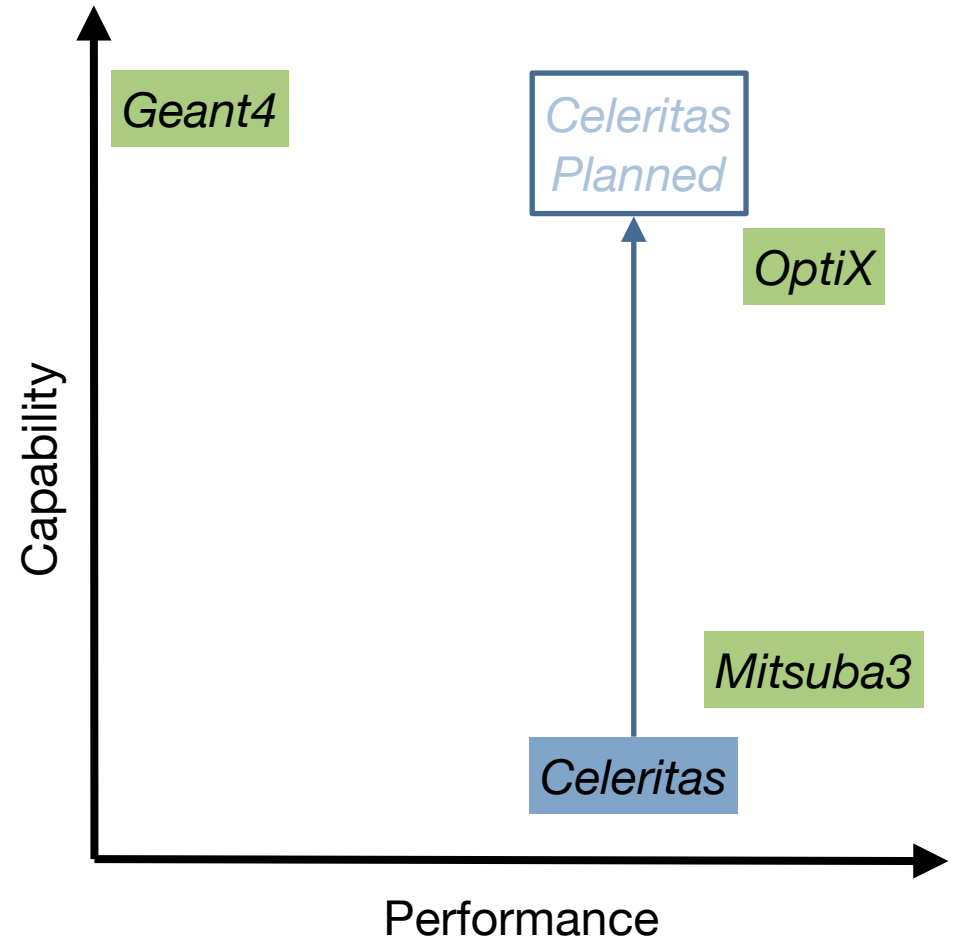 Geant4
Celeritas
Planned
OptiX
Capability
Mitsuba3
Celeritas
Performance